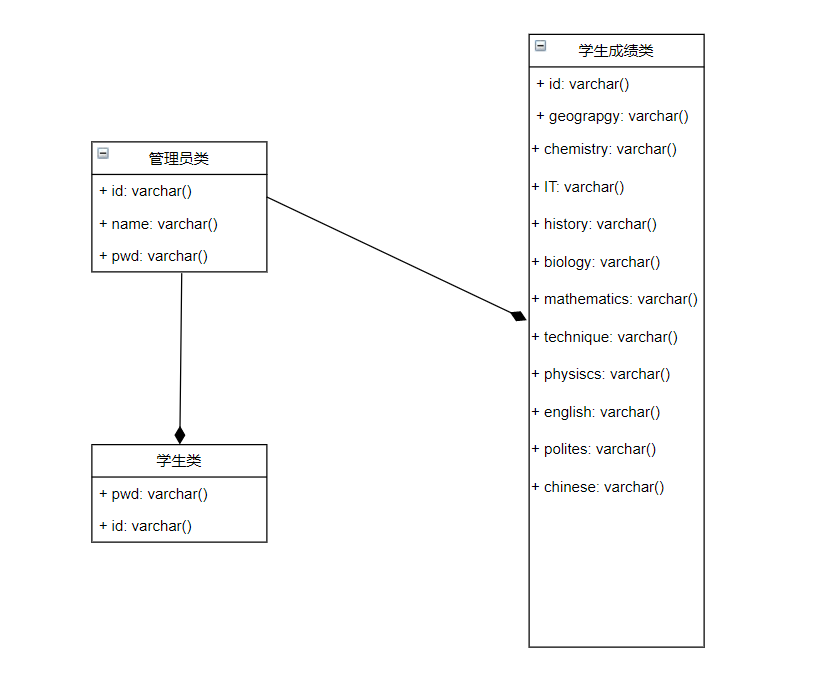 管理员类
+ id: varchar()
+ name: varchar()
+ pwd: varchar()
学生类
+ pwd: varchar()
+ id: varchar()
学生成绩类
+ id: varchar()
+ geograpgy: varchar()
+ chemistry: varchar()
+ IT: varchar()
+ history: varchar()
+ biology: varchar()
+ mathematics: varchar()
+ technique: varchar()
+ physiscs: varchar()
+ english: varchar()
+ polites: varchar()
+ chinese: varchar()